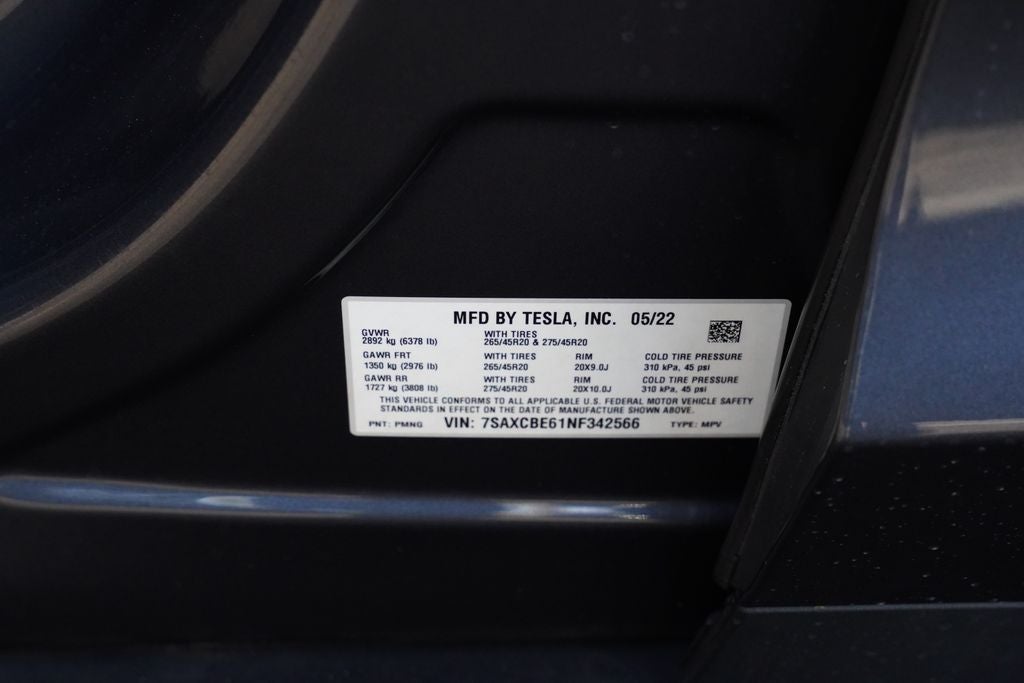 MFD BY TESLA, INC. 05/22
GVWR WITH TIRES
2892 kg (6378 lb) 265/45R20 & 275/45R20
GAWR FRT WITH TIRES RIM COLD TIRE PRESSURE
1350 kg (2976 lb) 265/45R20 20X9.0J 310 kPa, 45 psi
GAWR RR WITH TIRES RIM COLD TIRE PRESSURE
1727 kg (3808 lb) 275/45R20 20X10.0J 310 kPa, 45 psi
THIS VEHICLE CONFORMS TO ALL APPLICABLE U.S. FEDERAL MOTOR VEHICLE SAFETY
STANDARDS IN EFFECT ON THE DATE OF MANUFACTURE SHOWN ABOVE.
PNT: PMNG VIN: 7SAXCBE61NF342566 TYPE: MPV